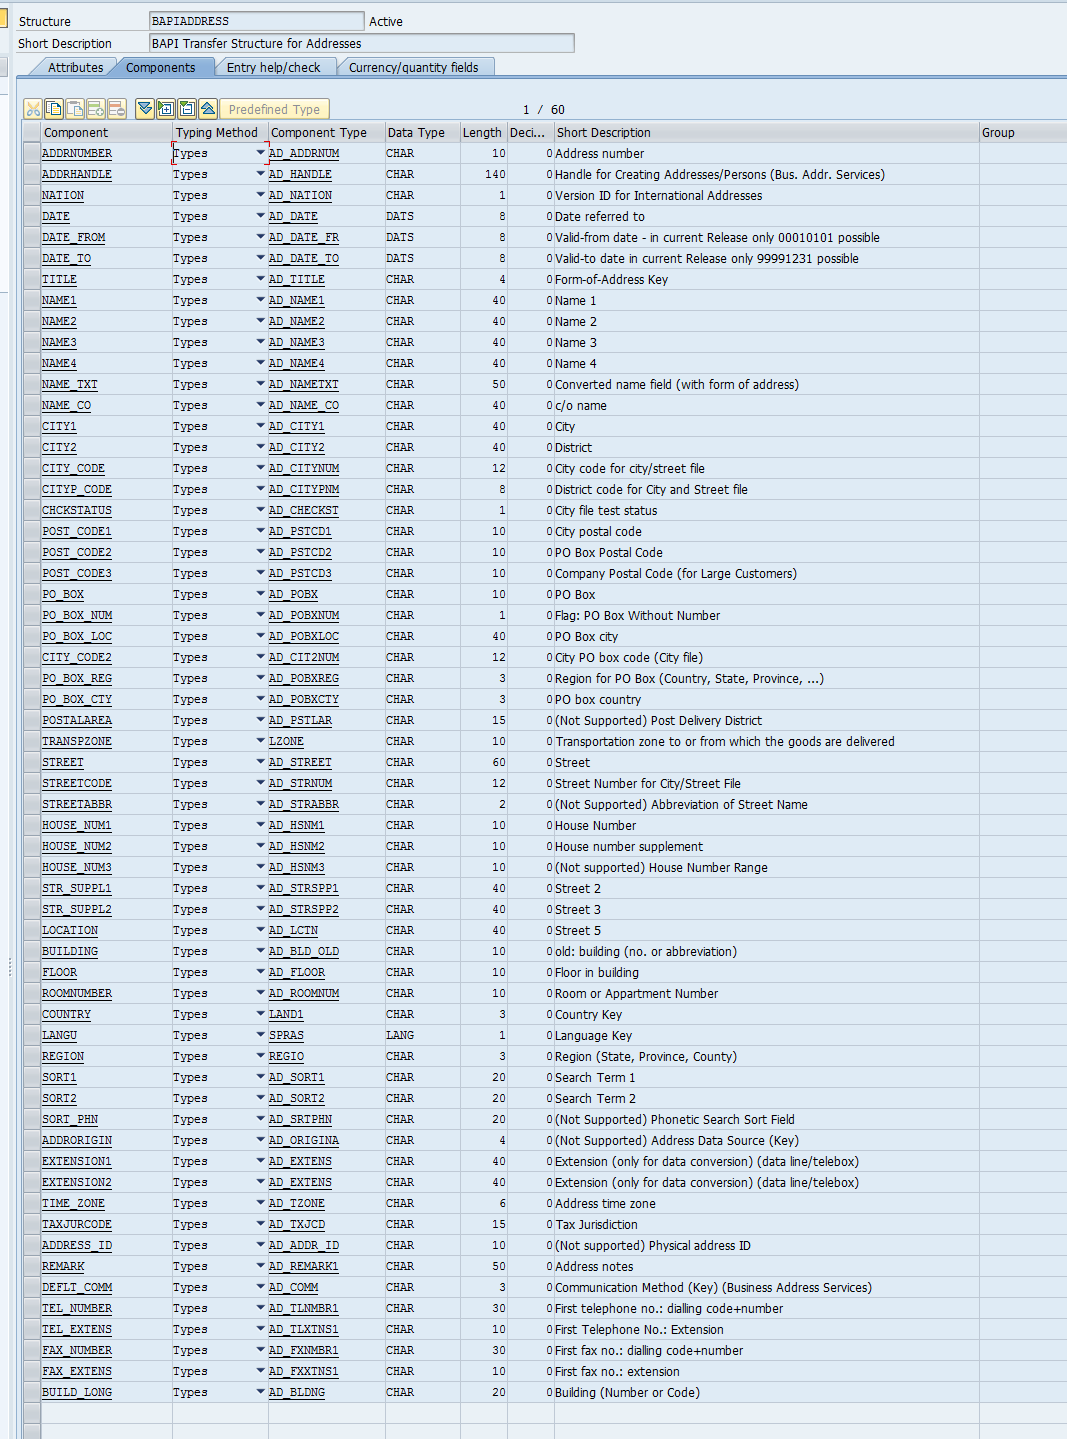 Structure BAPIADDRESS Active
Short Description BAPI Transfer Structure for Addresses
Attributes Components Entry help/check Currency/quantity fields
Predefined Type 1 / 60
Component Typing Method Component Type Data Type Length Deci... Short Description Group
ADDRNUMBER Types AD_ADDRNUM CHAR 10 0 Address number
ADDRHANDLE Types AD_HANDLE CHAR 140 0 Handle for Creating Addresses/Persons (Bus. Addr. Services)
NATION Types AD_NATION CHAR 1 0 Version ID for International Addresses
DATE Types AD_DATE DATS 8 0 Date referred to
DATE_FROM Types AD_DATE_FR DATS 8 0 Valid-from date - in current Release only 00010101 possible
DATE_TO Types AD_DATE_TO DATS 8 0 Valid-to date in current Release only 99991231 possible
TITLE Types AD_TITLE CHAR 4 0 Form-of-Address Key
NAME1 Types AD_NAME1 CHAR 40 0 Name 1
NAME2 Types AD_NAME2 CHAR 40 0 Name 2
NAME3 Types AD_NAME3 CHAR 40 0 Name 3
NAME4 Types AD_NAME4 CHAR 40 0 Name 4
NAME_TXT Types AD_NAMETXT CHAR 50 0 Converted name field (with form of address)
NAME_CO Types AD_NAME_CO CHAR 40 0 c/o name
CITY1 Types AD_CITY1 CHAR 40 0 City
CITY2 Types AD_CITY2 CHAR 40 0 District
CITY_CODE Types AD_CITYNUM CHAR 12 0 City code for city/street file
CITYP_CODE Types AD_CITYPNM CHAR 8 0 District code for City and Street file
CHCKSTATUS Types AD_CHECKST CHAR 1 0 City file test status
POST_CODE1 Types AD_PSTCD1 CHAR 10 0 City postal code
POST_CODE2 Types AD_PSTCD2 CHAR 10 0 PO Box Postal Code
POST_CODE3 Types AD_PSTCD3 CHAR 10 0 Company Postal Code (for Large Customers)
PO_BOX Types AD_POBX CHAR 10 0 PO Box
PO_BOX_NUM Types AD_POBXNUM CHAR 1 0 Flag: PO Box Without Number
PO_BOX_LOC Types AD_POBXLOC CHAR 40 0 PO Box city
CITY_CODE2 Types AD_CIT2NUM CHAR 12 0 City PO box code (City file)
PO_BOX_REG Types AD_POBXREG CHAR 3 0 Region for PO Box (Country, State, Province, ...)
PO_BOX_CTY Types AD_POBXCTY CHAR 3 0 PO box country
POSTALAREA Types AD_PSTLAR CHAR 15 0 (Not Supported) Post Delivery District
TRANSPZONE Types LZONE CHAR 10 0 Transportation zone to or from which the goods are delivered
STREET Types AD_STREET CHAR 60 0 Street
STREETCODE Types AD_STRNUM CHAR 12 0 Street Number for City/Street File
STREETABBR Types AD_STRABBR CHAR 2 0 (Not Supported) Abbreviation of Street Name
HOUSE_NUM1 Types AD_HSNM1 CHAR 10 0 House Number
HOUSE_NUM2 Types AD_HSNM2 CHAR 10 0 House number supplement
HOUSE_NUM3 Types AD_HSNM3 CHAR 10 0 (Not supported) House Number Range
STR_SUPPL1 Types AD_STRSPP1 CHAR 40 0 Street 2
STR_SUPPL2 Types AD_STRSPP2 CHAR 40 0 Street 3
LOCATION Types AD_LCTN CHAR 40 0 Street 5
BUILDING Types AD_BLD_OLD CHAR 10 0 old: building (no. or abbreviation)
FLOOR Types AD_FLOOR CHAR 10 0 Floor in building
ROOMNUMBER Types AD_ROOMNUM CHAR 10 0 Room or Appartment Number
COUNTRY Types LAND1 CHAR 3 0 Country Key
LANGU Types SPRAS LANG 1 0 Language Key
REGION Types REGIO CHAR 3 0 Region (State, Province, County)
SORT1 Types AD_SORT1 CHAR 20 0 Search Term 1
SORT2 Types AD_SORT2 CHAR 20 0 Search Term 2
SORT_PHN Types AD_SRTPHN CHAR 20 0 (Not Supported) Phonetic Search Sort Field
ADDRORIGIN Types AD_ORIGINA CHAR 4 0 (Not Supported) Address Data Source (Key)
EXTENSION1 Types AD_EXTENS CHAR 40 0 Extension (only for data conversion) (data line/telebox)
EXTENSION2 Types AD_EXTENS CHAR 40 0 Extension (only for data conversion) (data line/telebox)
TIME_ZONE Types AD_TZONE CHAR 6 0 Address time zone
TAXJURCODE Types AD_TXJCD CHAR 15 0 Tax Jurisdiction
ADDRESS_ID Types AD_ADDR_ID CHAR 10 0 (Not supported) Physical address ID
REMARK Types AD_REMARK1 CHAR 50 0 Address notes
DEFLT_COMM Types AD_COMM CHAR 3 0 Communication Method (Key) (Business Address Services)
TEL_NUMBER Types AD_TLNMBR1 CHAR 30 0 First telephone no.: dialling code+number
TEL_EXTENS Types AD_TLXTNS1 CHAR 10 0 First Telephone No.: Extension
FAX_NUMBER Types AD_FXNMBR1 CHAR 30 0 First fax no.: dialling code+number
FAX_EXTENS Types AD_FXXTNS1 CHAR 10 0 First fax no.: extension
BUILD_LONG Types AD_BLDNG CHAR 20 0 Building (Number or Code)